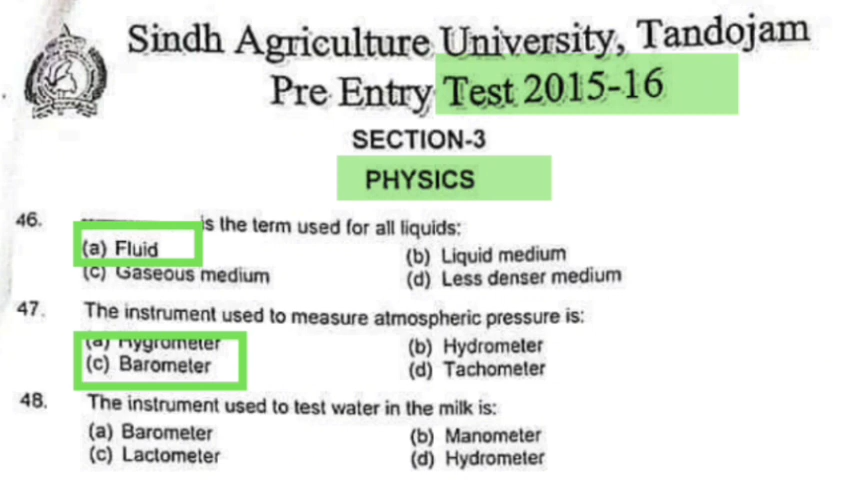 Sindh Agriculture University, Tandojam
Pre Entry Test 2015-16
SECTION-3
PHYSICS
46. is the term used for all liquids:
(a) Fluid (b) Liquid medium
(c) Gaseous medium (d) Less denser medium
47. The instrument used to measure atmospheric pressure is:
(a) Hygrometer (b) Hydrometer
(c) Barometer (d) Tachometer
48. The instrument used to test water in the milk is:
(a) Barometer (b) Manometer
(c) Lactometer (d) Hydrometer